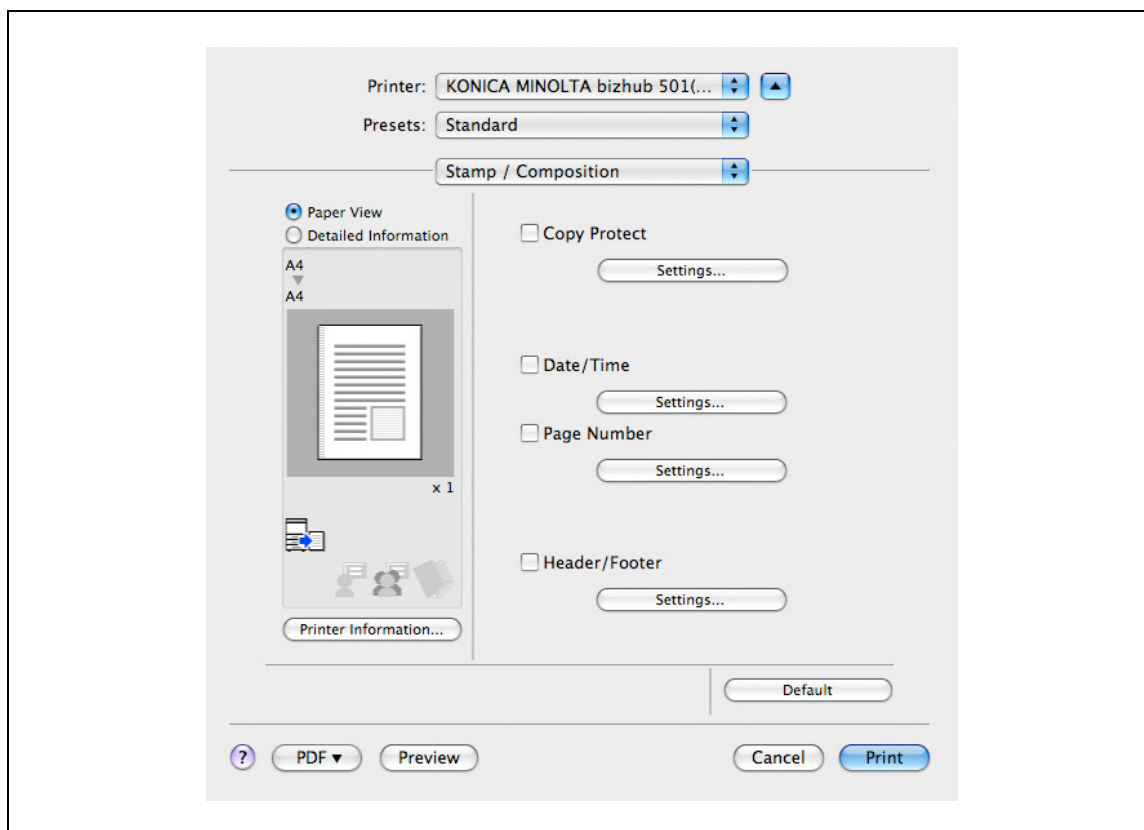 Printer: KONICA MINOLTA bizhub 501(...
Presets: Standard
Stamp / Composition
Paper View
Detailed Information
A4
A4
x 1
Printer Information...
Copy Protect
Settings...
Date/Time
Settings...
Page Number
Settings...
Header/Footer
Settings...
Default
? PDF▼ Preview Cancel Print